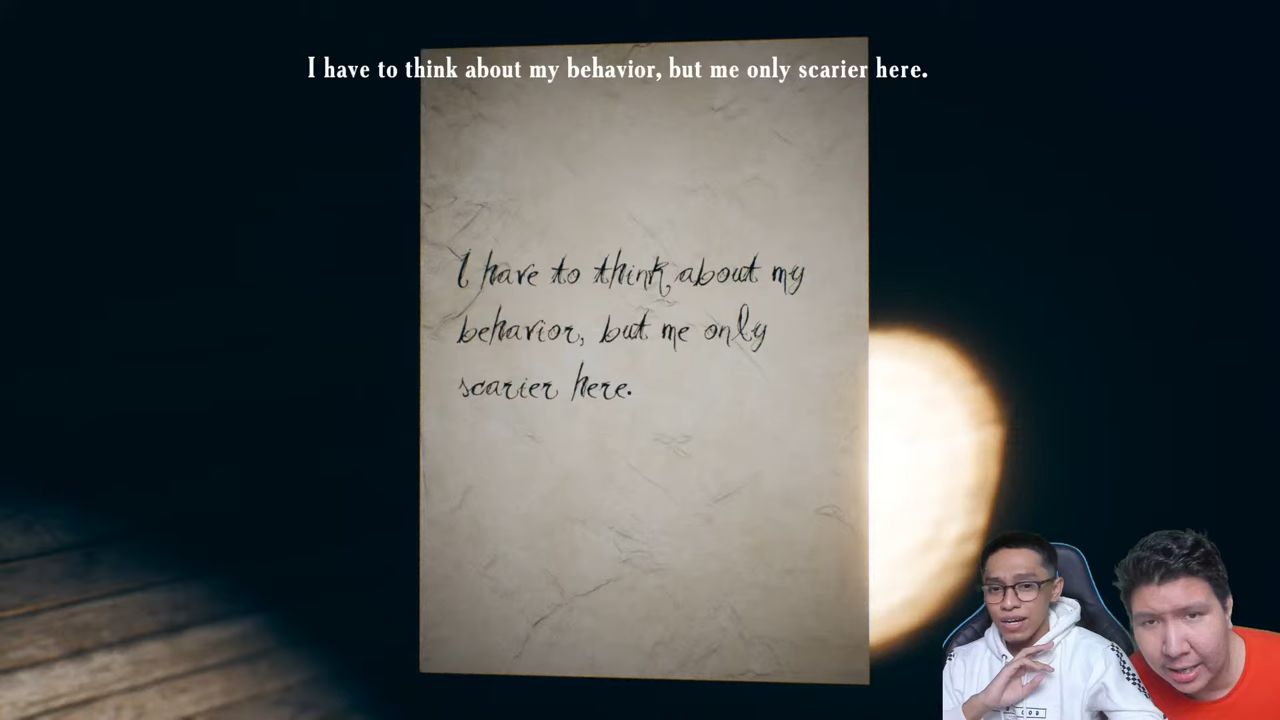 I have to think about my behavior, but me only scarier here.
I have to think about my
behavior, but me only
scarier here.